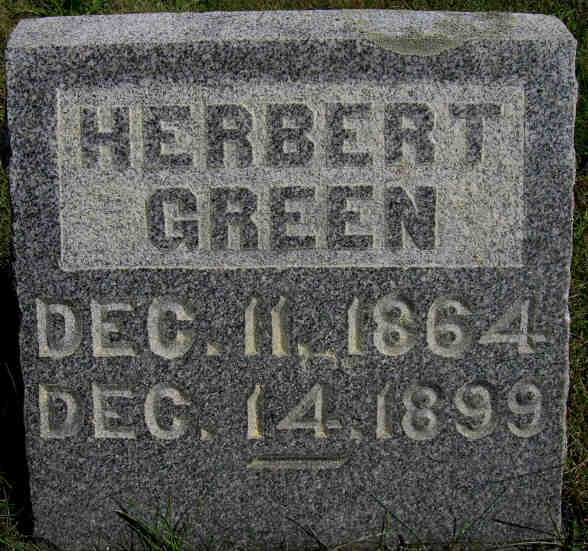 HERBERT
GREEN
DEC. 11, 1864
DEC. 14, 1899